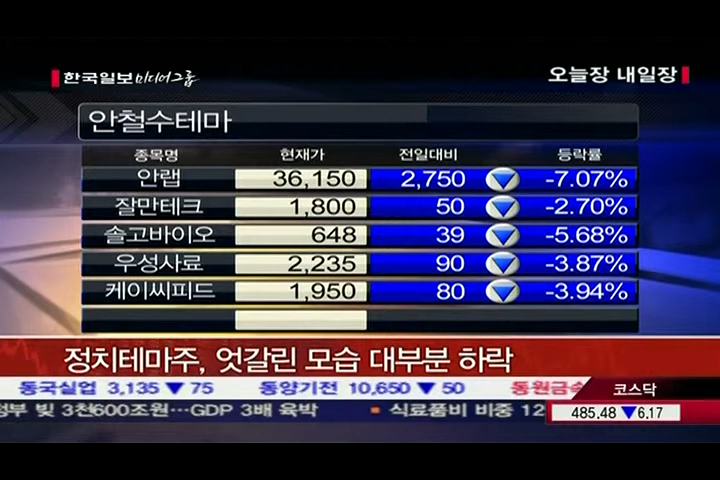 한국일보 미디어그룹
오늘장 내일장
안철수테마
종목명 현재가 전일대비 등락률
안랩 36,150 2,750 ▼ -7.07%
잘만테크 1,800 50 ▼ -2.70%
솔고바이오 648 39 ▼ -5.68%
우성사료 2,235 90 ▼ -3.87%
케이씨피드 1,950 80 ▼ -3.94%
정치테마주, 엇갈린 모습 대부분 하락
동국실업 3,135 ▼ 75 동양기전 10,650 ▼ 50 동원금속
코스닥
정부 빚 3천600조원…GDP 3배 육박 ▪ 식료품비 비중 12
485.48 ▼6.17